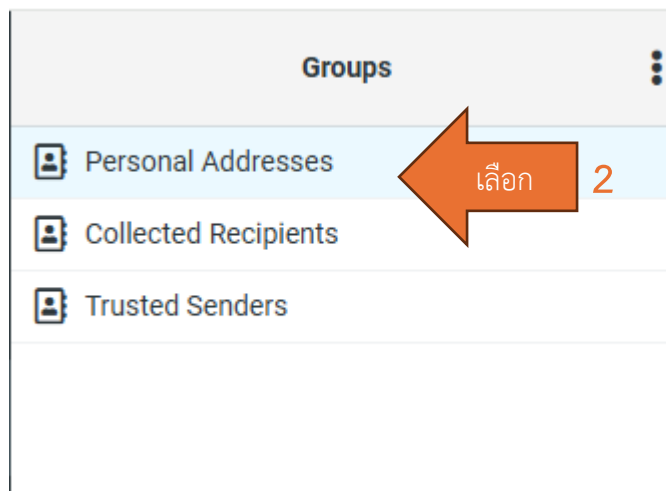 Groups
Personal Addresses
เลือก 2
Collected Recipients
Trusted Senders